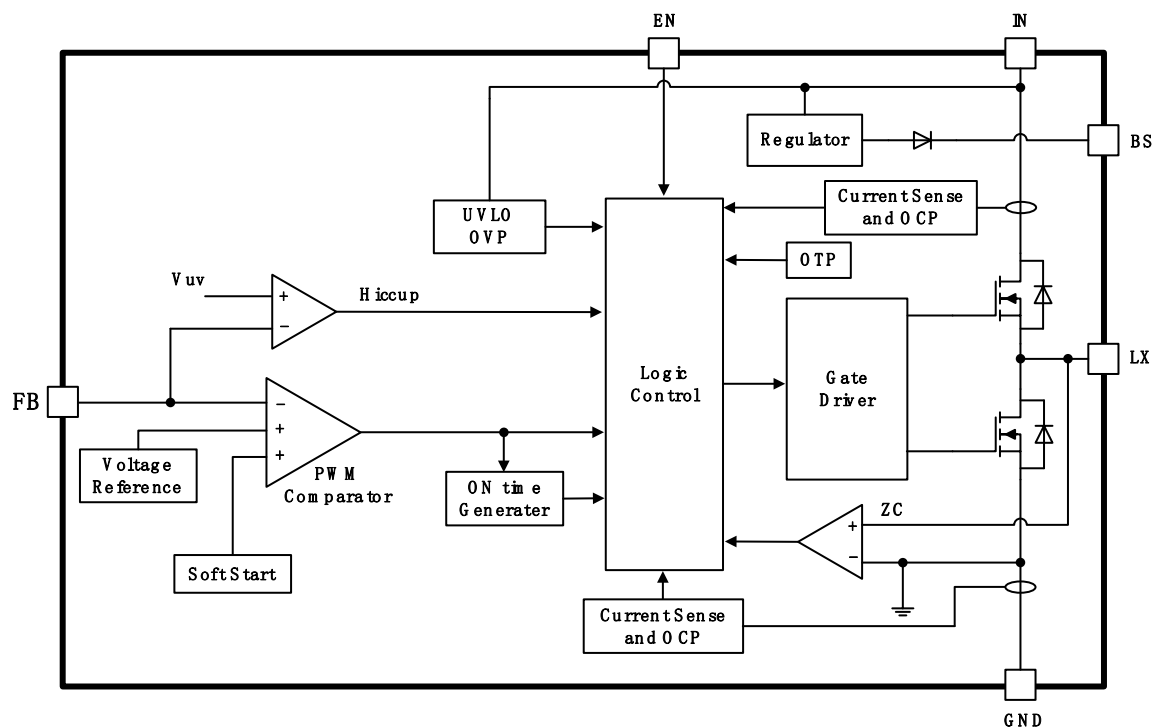 EN
IN
Regulator
BS
Current Sense
and OCP
UVLO
OVP
OTP
Vuv
+
−
Hiccup
LX
Logic
Control
Gate
Driver
FB
−
+
+
Voltage
Reference
PWM
Comparator
ON time
Generater
ZC
+
−
Soft Start
Current Sense
and OCP
GND